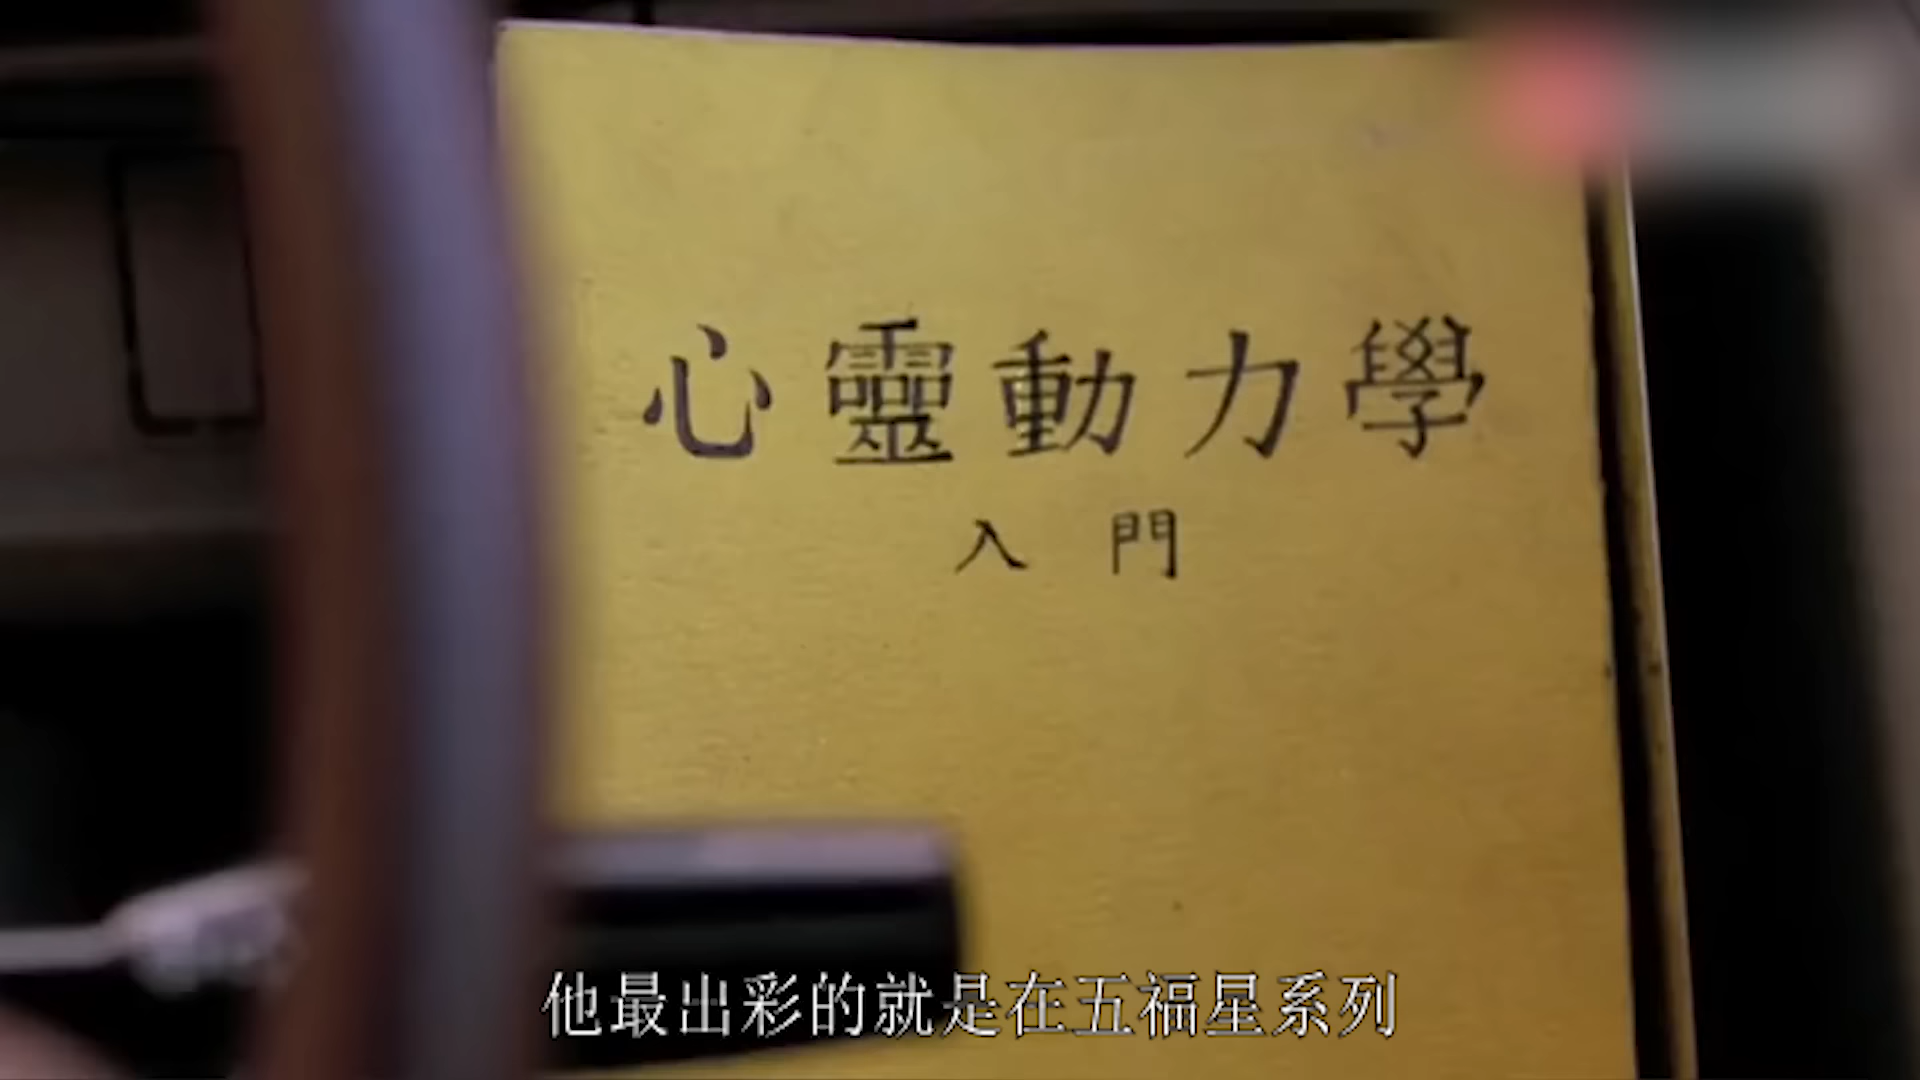 心靈動力學
入門
他最出彩的就是在五福星系列